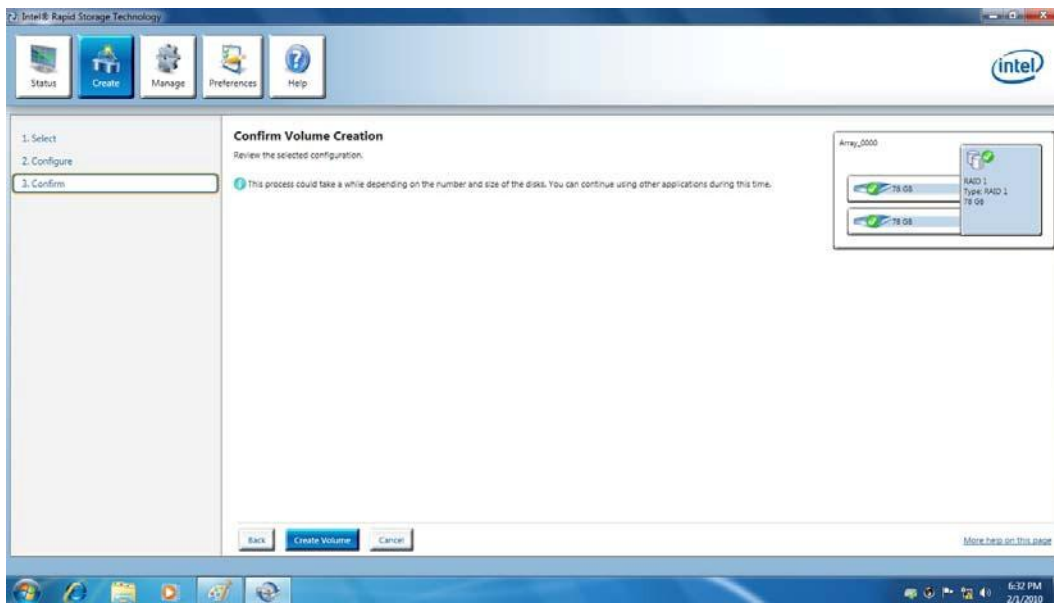 Intel® Rapid Storage Technology
Status
Create
Manage
Preferences
Help
intel
1. Select
2. Configure
3. Confirm
Confirm Volume Creation
Review the selected configuration.
This process could take a while depending on the number and size of the disks. You can continue using other applications during this time.
Array_0000
78 GB
78 GB
RAID 1
Type: RAID 1
78 GB
Back
Create Volume
Cancel
More help on this page
6:32 PM
2/1/2010